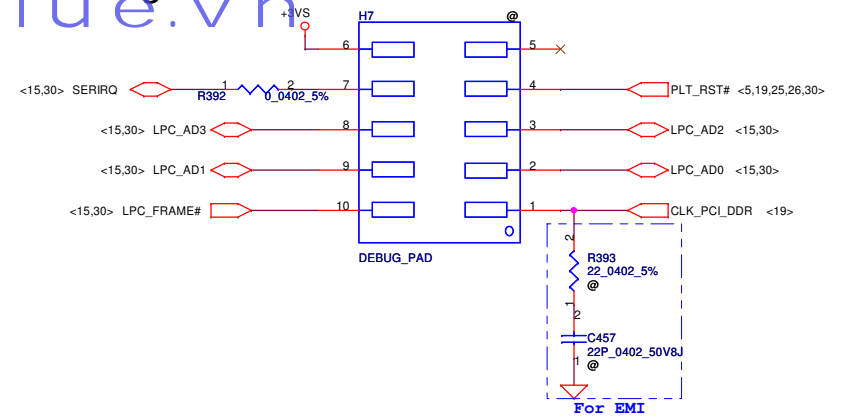 ue.vn
+3VS
H7
@
6
5
<15,30> SERIRQ
1
2
7
4
PLT_RST# <5,19,25,26,30>
R392
0_0402_5%
<15,30> LPC_AD3
8
3
LPC_AD2 <15,30>
<15,30> LPC_AD1
9
2
LPC_AD0 <15,30>
<15,30> LPC_FRAME#
10
1
CLK_PCI_DDR <19>
DEBUG_PAD
2
R393
22_0402_5%
@
1
2
C457
22P_0402_50V8J
1
@
For EMI